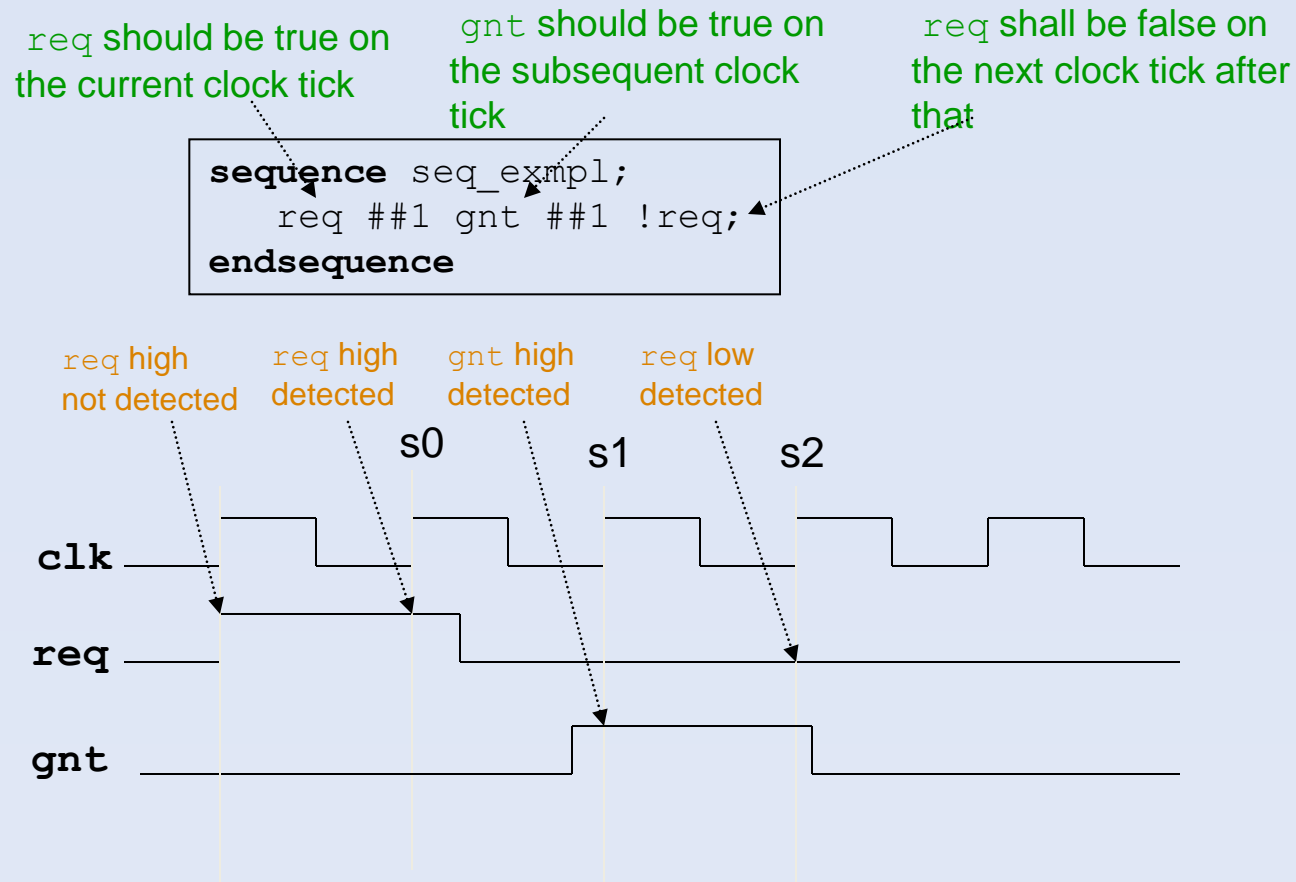 req should be true on
the current clock tick
gnt should be true on
the subsequent clock
tick
req shall be false on
the next clock tick after
that
sequence seq_exmpl;
req ##1 gnt ##1 !req;
endsequence
req high
not detected
req high
detected
gnt high
detected
req low
detected
s0
s1
s2
clk
req
gnt